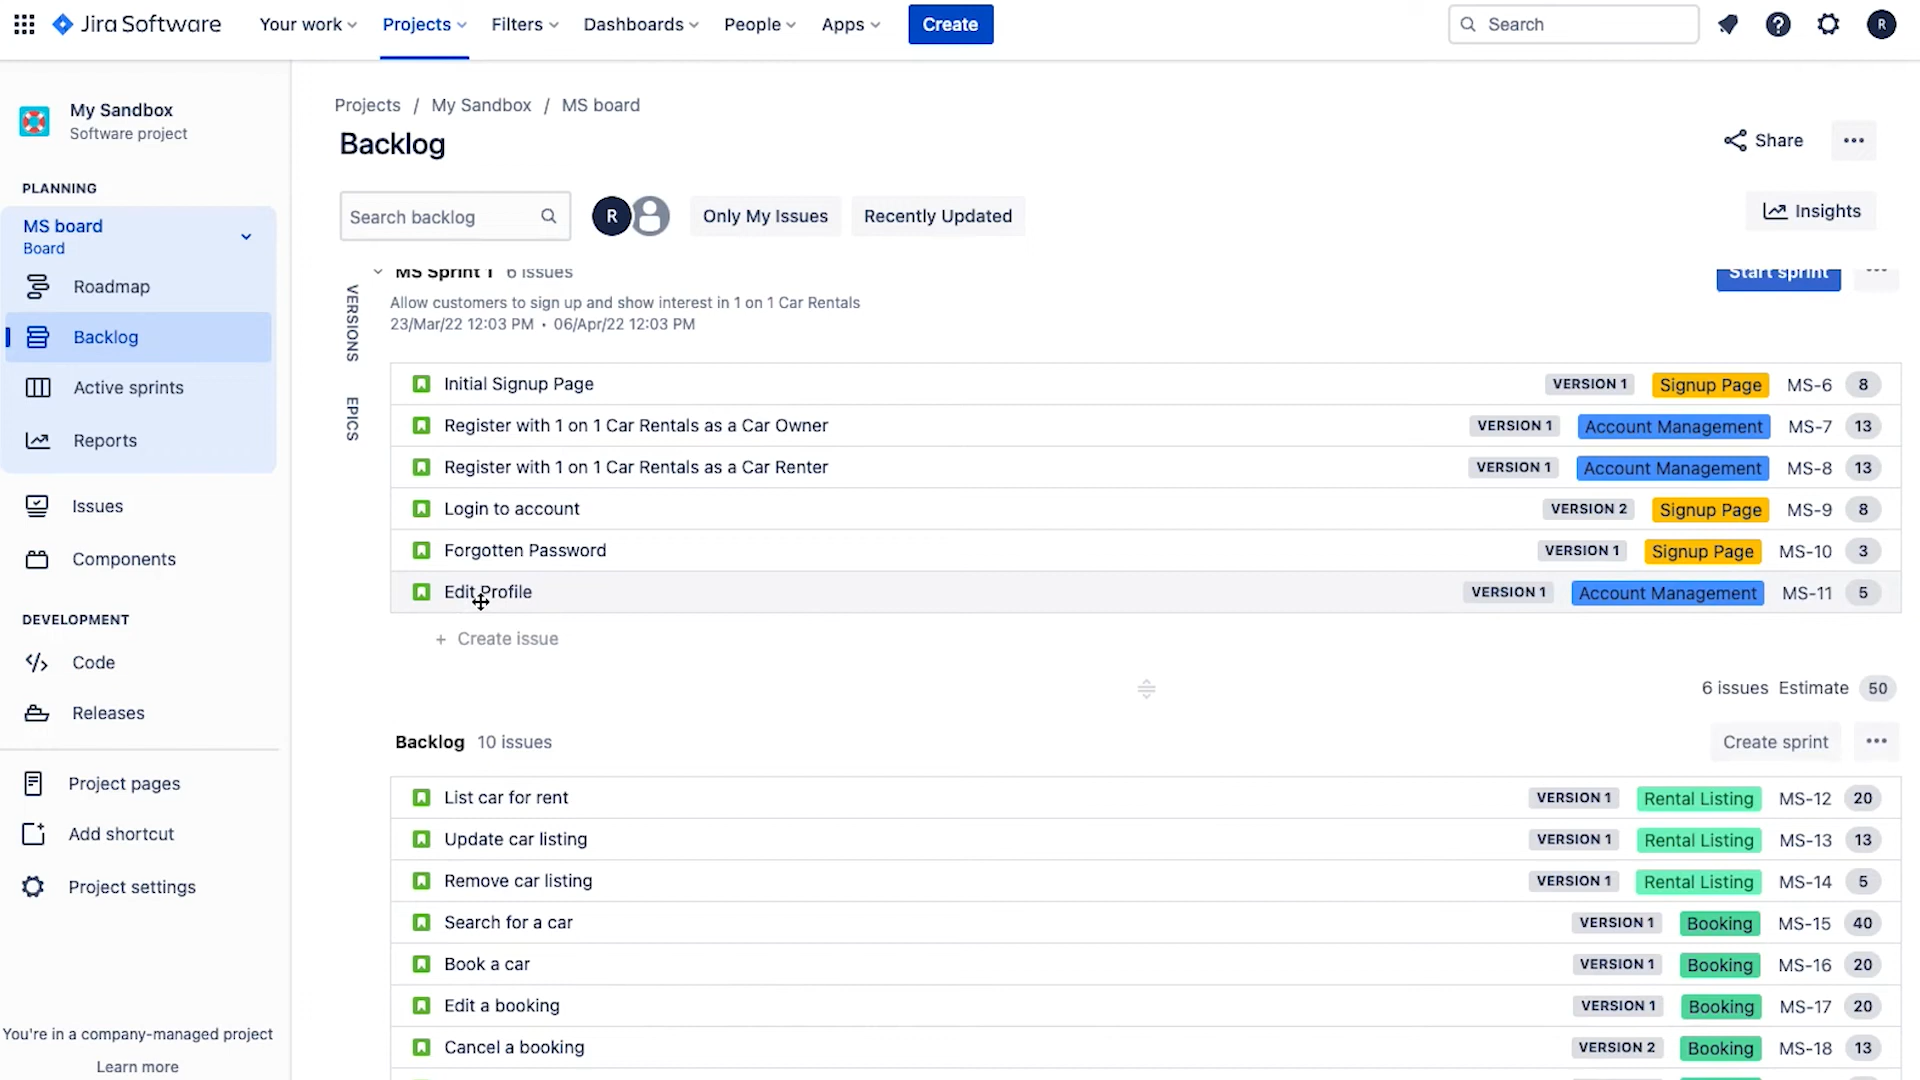 Jira Software Your work Projects Filters Dashboards People Apps Create Search R
My Sandbox
Software project
PLANNING
MS board
Board
Roadmap
Backlog
Active sprints
Reports
Issues
Components
DEVELOPMENT
Code
Releases
Project pages
Add shortcut
Project settings
You're in a company-managed project
Learn more
Projects / My Sandbox / MS board
Backlog
Share
Search backlog R Only My Issues Recently Updated Insights
VERSIONS
EPICS
MS Sprint 1 6 issues Start sprint
Allow customers to sign up and show interest in 1 on 1 Car Rentals
23/Mar/22 12:03 PM • 06/Apr/22 12:03 PM
Initial Signup Page VERSION 1 Signup Page MS-6 8
Register with 1 on 1 Car Rentals as a Car Owner VERSION 1 Account Management MS-7 13
Register with 1 on 1 Car Rentals as a Car Renter VERSION 1 Account Management MS-8 13
Login to account VERSION 2 Signup Page MS-9 8
Forgotten Password VERSION 1 Signup Page MS-10 3
Edit Profile VERSION 1 Account Management MS-11 5
+ Create issue
6 issues Estimate 50
Backlog 10 issues Create sprint
List car for rent VERSION 1 Rental Listing MS-12 20
Update car listing VERSION 1 Rental Listing MS-13 13
Remove car listing VERSION 1 Rental Listing MS-14 5
Search for a car VERSION 1 Booking MS-15 40
Book a car VERSION 1 Booking MS-16 20
Edit a booking VERSION 1 Booking MS-17 20
Cancel a booking VERSION 2 Booking MS-18 13